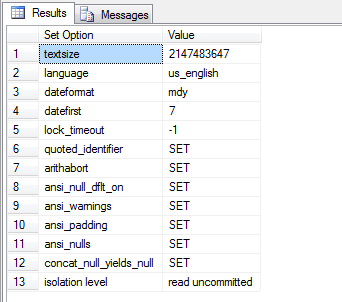 Results Messages
Set Option Value
1 textsize 2147483647
2 language us_english
3 dateformat mdy
4 datefirst 7
5 lock_timeout -1
6 quoted_identifier SET
7 arithabort SET
8 ansi_null_dflt_on SET
9 ansi_warnings SET
10 ansi_padding SET
11 ansi_nulls SET
12 concat_null_yields_null SET
13 isolation level read uncommitted